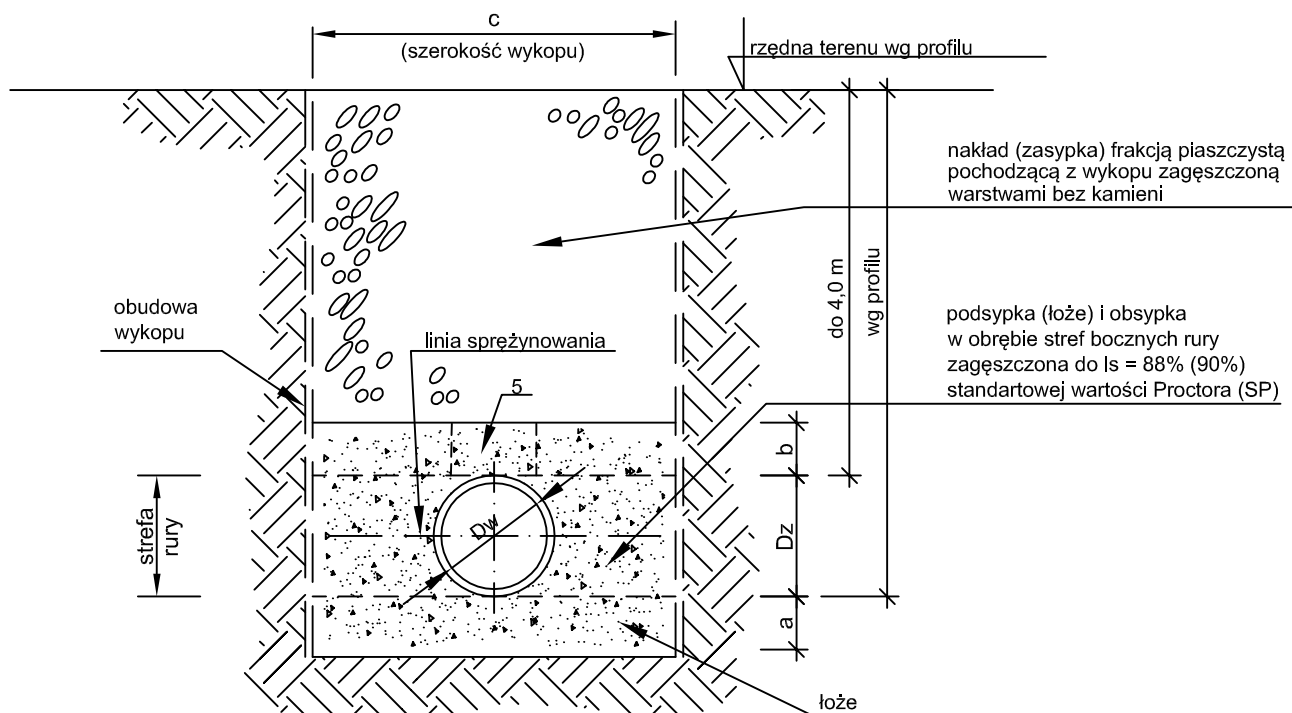 c
(szerokość wykopu)
rzędna terenu wg profilu
nakład (zasypka) frakcją piaszczystą
pochodzącą z wykopu zagęszczoną
warstwami bez kamieni
do 4,0 m
wg profilu
obudowa
wykopu
linia sprężynowania
5
podsypka (łoże) i obsypka
w obrębie stref bocznych rury
zagęszczona do Is = 88% (90%)
standartowej wartości Proctora (SP)
b
strefa
rury
Dw
Dz
a
łoże